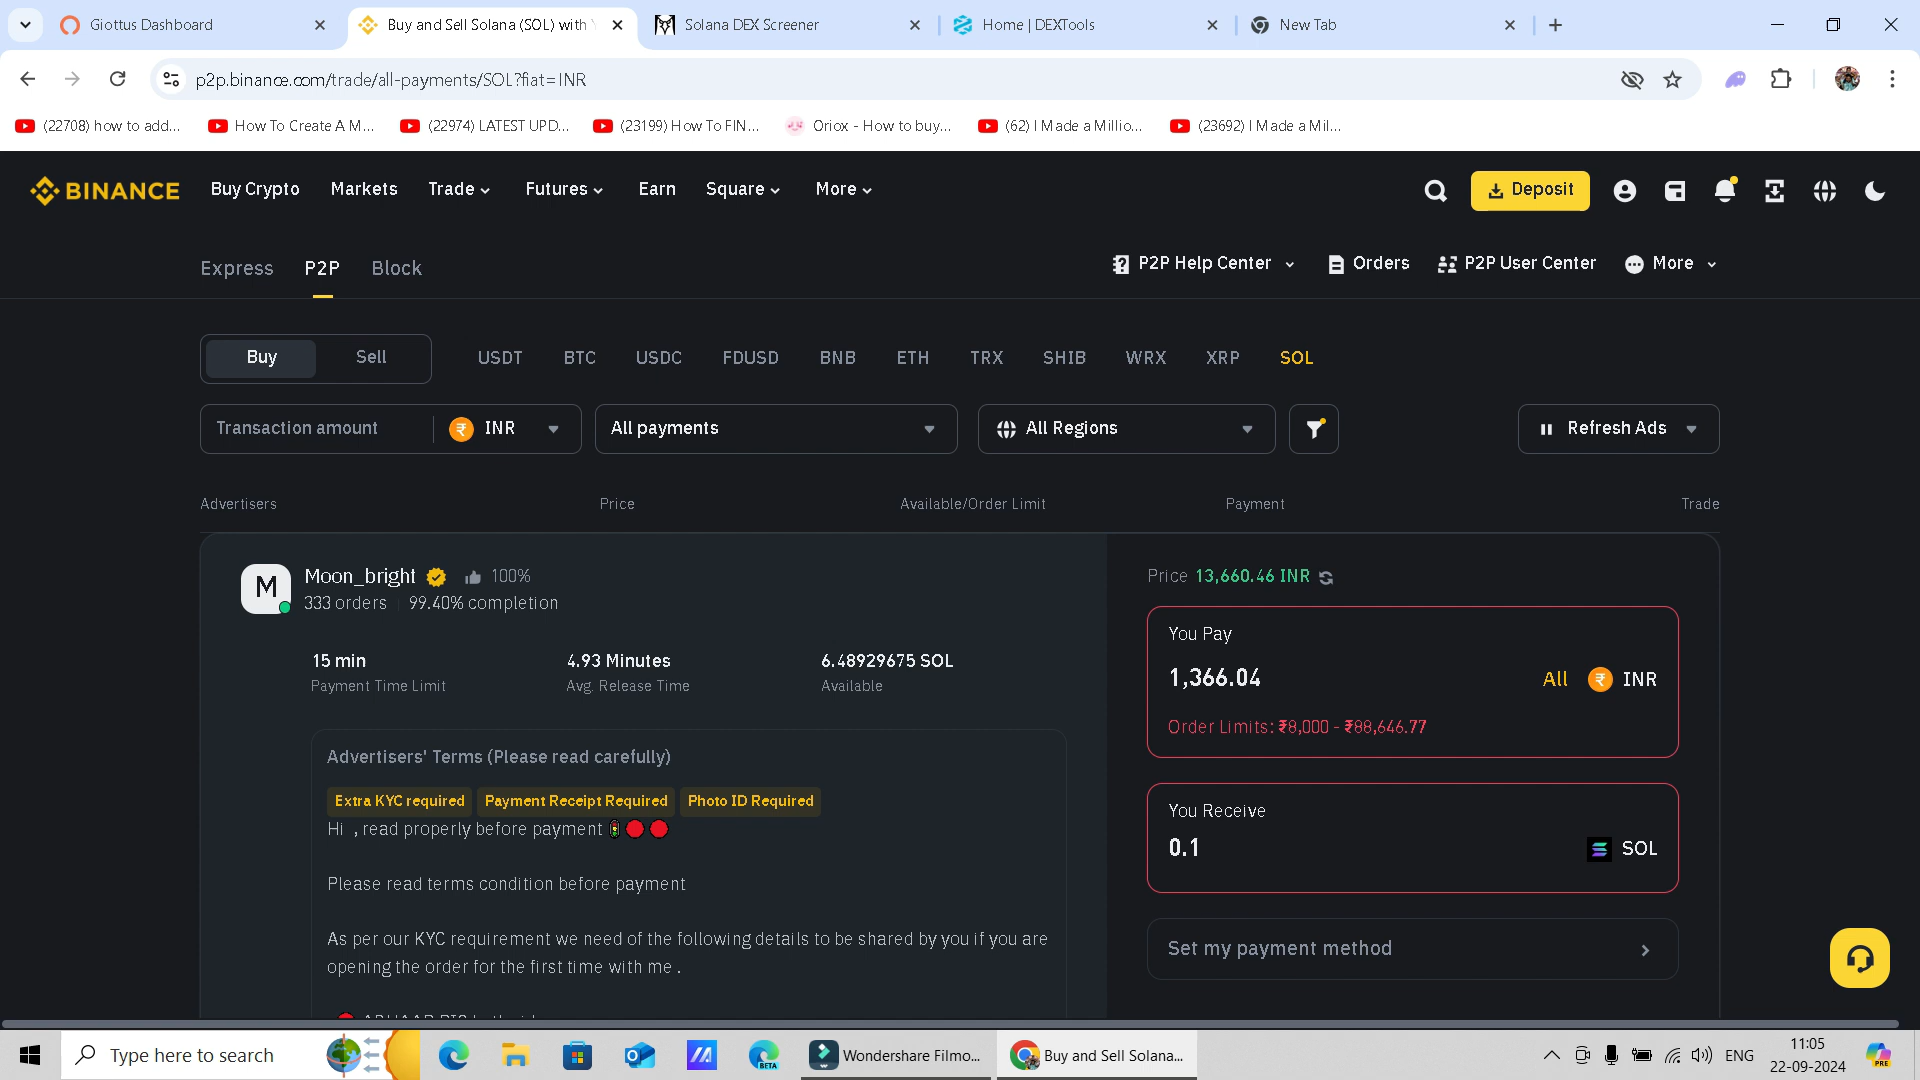 Giottus Dashboard
Buy and Sell Solana (SOL) with
Solana DEX Screener
Home | DEXTools
New Tab
p2p.binance.com/trade/all-payments/SOL?fiat=INR
(22708) how to add...
How To Create A M...
(22974) LATEST UPD...
(23199) How To FIN...
Oriox - How to buy...
(62) I Made a Millio...
(23692) I Made a Mil...
BINANCE
Buy Crypto
Markets
Trade
Futures
Earn
Square
More
Deposit
Express
P2P
Block
P2P Help Center
Orders
P2P User Center
More
Buy
Sell
USDT
BTC
USDC
FDUSD
BNB
ETH
TRX
SHIB
WRX
XRP
SOL
Transaction amount
INR
All payments
All Regions
Refresh Ads
Advertisers
Price
Available/Order Limit
Payment
Trade
M
Moon_bright
100%
333 orders
99.40% completion
15 min
Payment Time Limit
4.93 Minutes
Avg. Release Time
6.48929675 SOL
Available
Advertisers' Terms (Please read carefully)
Extra KYC required
Payment Receipt Required
Photo ID Required
Hi , read properly before payment 🚦🔴🔴
Please read terms condition before payment
As per our KYC requirement we need of the following details to be shared by you if you are
opening the order for the first time with me .
Price 13,660.46 INR
You Pay
1,366.04
All
INR
Order Limits: ₹8,000 - ₹88,646.77
You Receive
0.1
SOL
Set my payment method
Type here to search
BETA
Wondershare Filmo...
Buy and Sell Solana...
ENG
11:05
22-09-2024
PRE